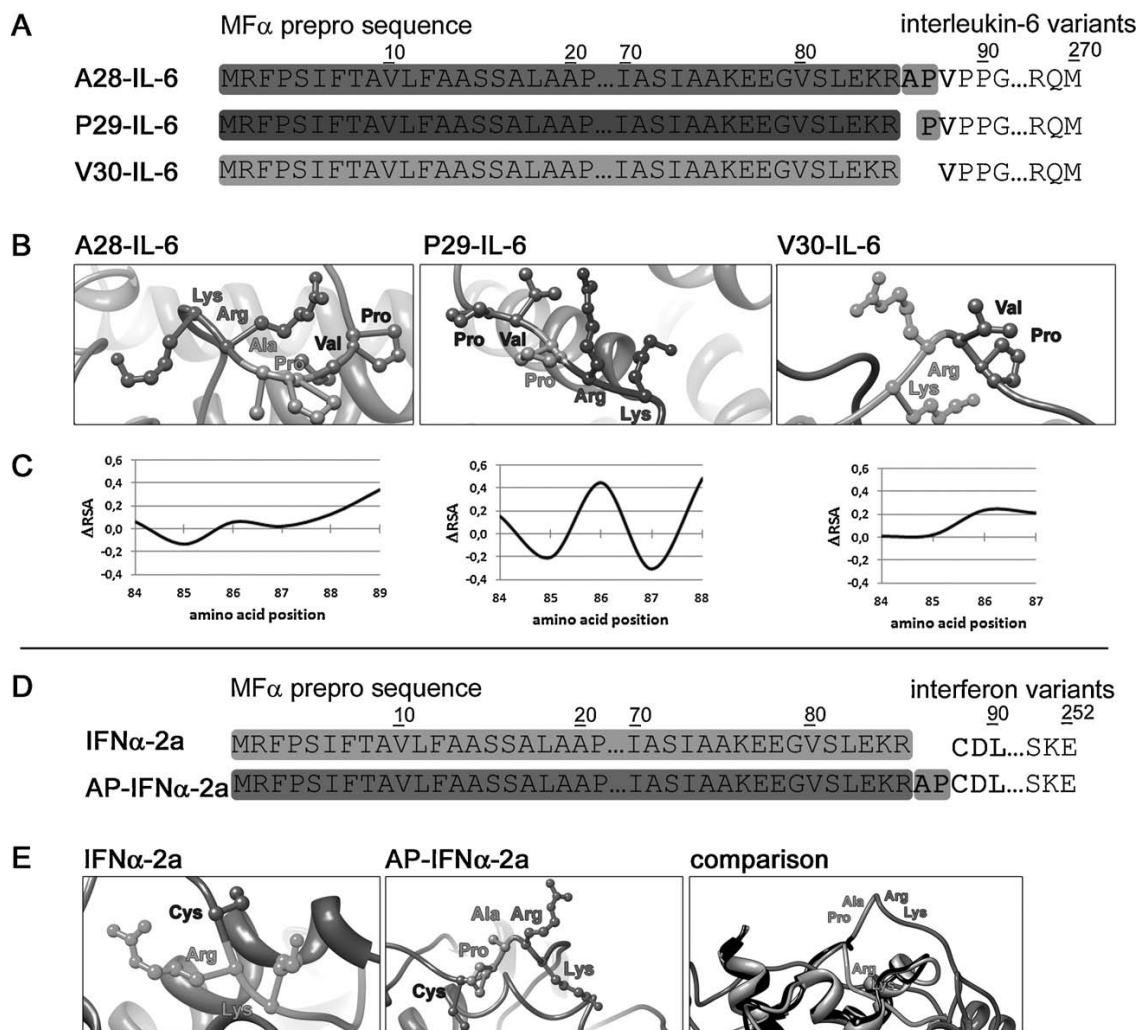 A
MFα prepro sequence interleukin-6 variants
10 20 70 80 90 270
A28-IL-6 MRFPSIFTAVLFAASSALAAP…IASIAAKEEGVSLEKRAPVPPG…RQM
P29-IL-6 MRFPSIFTAVLFAASSALAAP…IASIAAKEEGVSLEKR PVPPG…RQM
V30-IL-6 MRFPSIFTAVLFAASSALAAP…IASIAAKEEGVSLEKR VPPG…RQM
B
A28-IL-6 P29-IL-6 V30-IL-6
Lys Arg Ala Pro Val Pro
Pro Val Pro Arg Lys
Val Pro Arg Lys
C
ΔRSA
0,6
0,4
0,2
0,0
-0,2
-0,4
84 85 86 87 88 89
amino acid position
ΔRSA
0,6
0,4
0,2
0,0
-0,2
-0,4
84 85 86 87 88
amino acid position
ΔRSA
0,6
0,4
0,2
0,0
-0,2
-0,4
84 85 86 87
amino acid position
D
MFα prepro sequence interferon variants
10 20 70 80 90 252
IFNα-2a MRFPSIFTAVLFAASSALAAP…IASIAAKEEGVSLEKR CDL…SKE
AP-IFNα-2a MRFPSIFTAVLFAASSALAAP…IASIAAKEEGVSLEKRAPCDL…SKE
E
IFNα-2a AP-IFNα-2a comparison
Cys Arg Lys
Ala Arg Pro Lys Cys
Ala Arg Pro Lys
Arg Lys